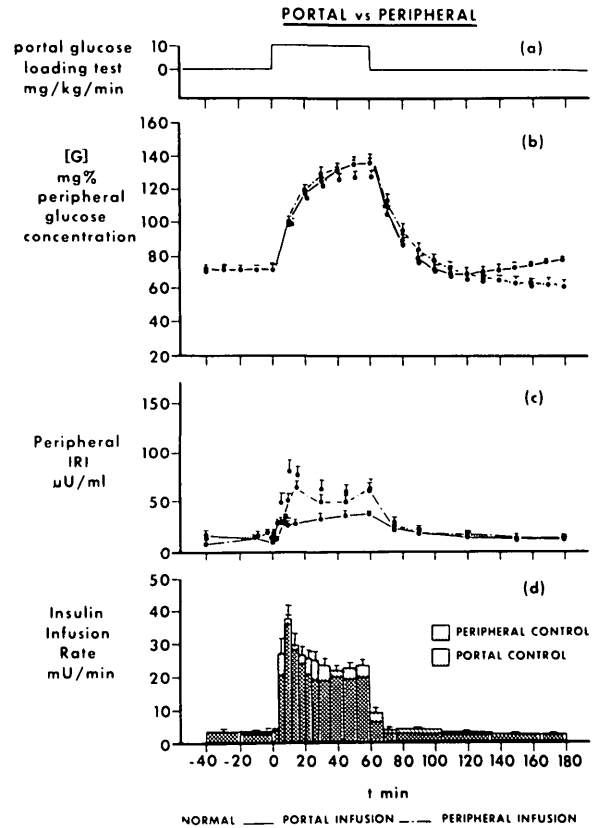 PORTAL vs PERIPHERAL
portal glucose
loading test
mg/kg/min
10
0
(a)
[G]
mg%
peripheral
glucose
concentration
160
140
120
100
80
60
40
20
(b)
Peripheral
IRI
µU/ml
150
100
50
0
(c)
Insulin
Infusion
Rate
mU/min
50
40
30
20
10
0
(d)
PERIPHERAL CONTROL
PORTAL CONTROL
-40 -20 0 20 40 60 80 100 120 140 160 180
t min
NORMAL PORTAL INFUSION PERIPHERAL INFUSION